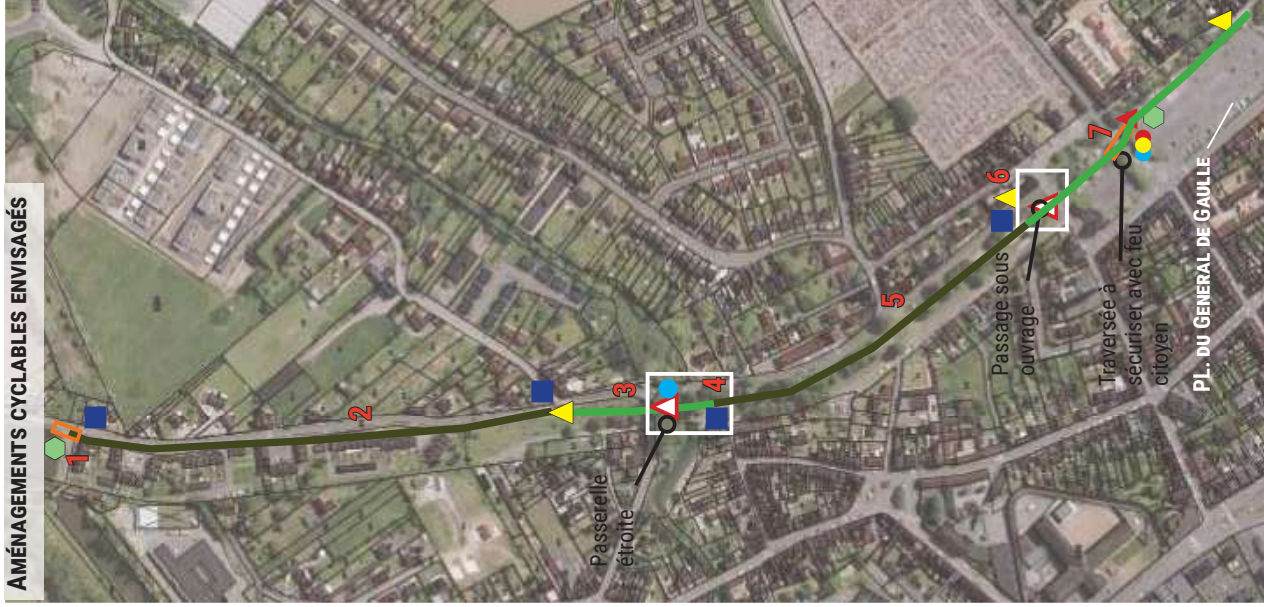 AMÉNAGEMENTS CYCLABLES ENVISAGÉS
1
2
3
4
Passerelle
étroite
5
6
Passage sous
ouvrage
7
Traversée à
sécuriser avec feu
citoyen
PL. DU GENERAL DE GAULLE